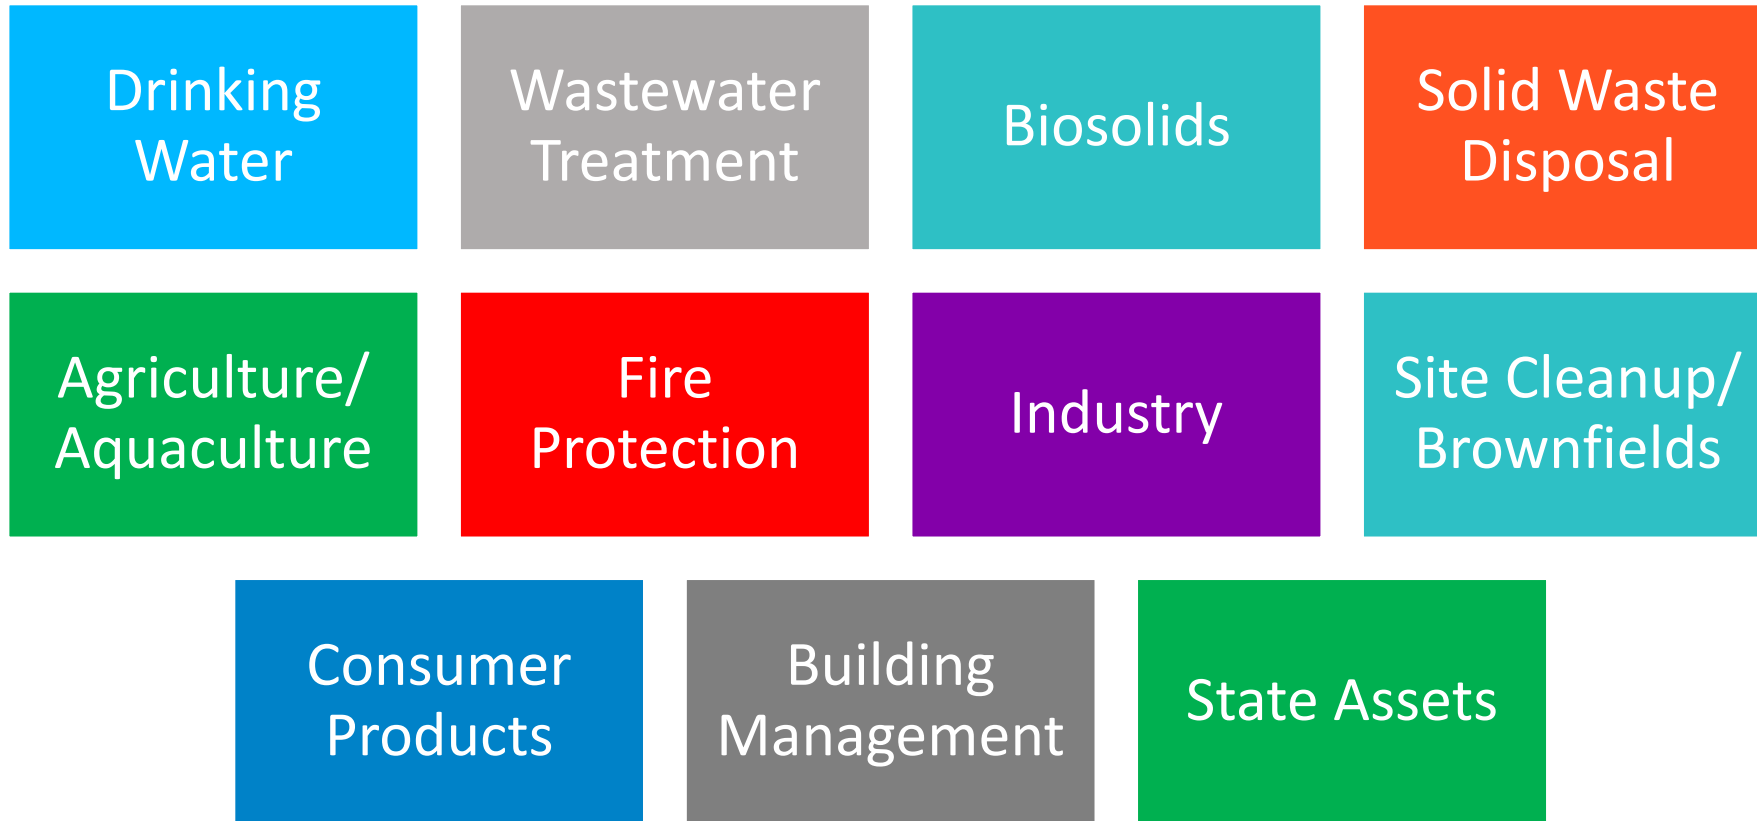 Drinking
Water
Wastewater
Treatment
Biosolids
Solid Waste
Disposal
Agriculture/
Aquaculture
Fire
Protection
Industry
Site Cleanup/
Brownfields
Consumer
Products
Building
Management
State Assets